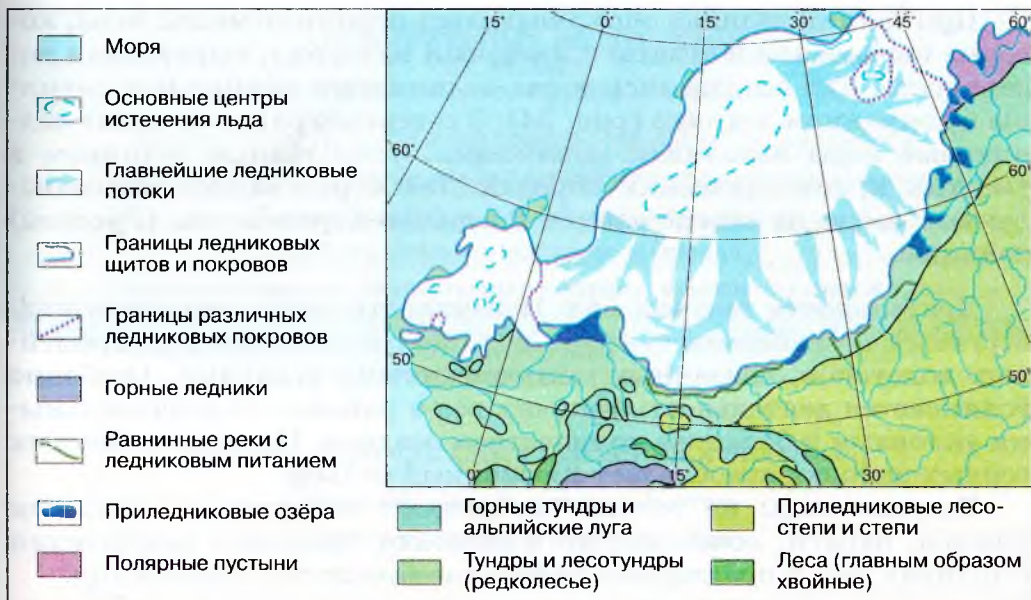 15°
0°
15°
30°
45°
60°
60°
60°
50°
50°
0°
15°
30°
Моря
Основные центры
истечения льда
Главнейшие ледниковые
потоки
Границы ледниковых
щитов и покровов
Границы различных
ледниковых покровов
Горные ледники
Равнинные реки с
ледниковым питанием
Приледниковые озёра
Полярные пустыни
Горные тундры и
альпийские луга
Тундры и лесотундры
(редколесье)
Приледниковые лесо-
степи и степи
Леса (главным образом
хвойные)